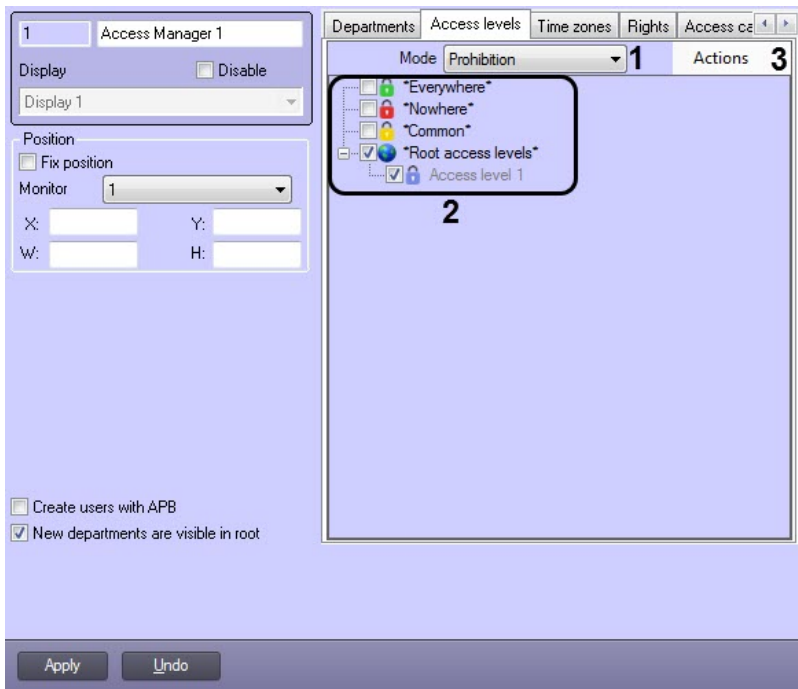 1 Access Manager 1
Display Disable
Display 1
Position
Fix position
Monitor 1
X: Y:
W: H:
Create users with APB
New departments are visible in root
Departments Access levels Time zones Rights Access ca
Mode Prohibition 1 Actions 3
*Everywhere*
*Nowhere*
*Common*
*Root access levels*
Access level 1
2
Apply Undo